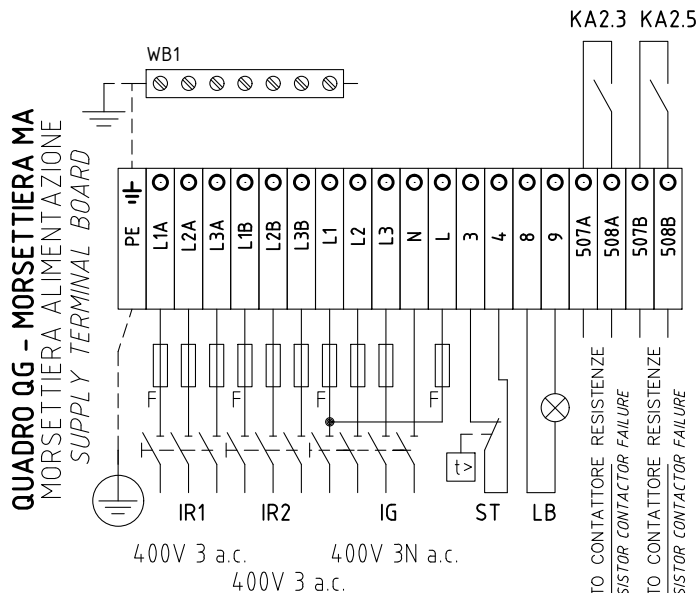 KA2.3 KA2.5
WB1
QUADRO QG - MORSETTIERA MA
MORSETTIERA ALIMENTAZIONE
SUPPLY TERMINAL BOARD
PE L1A L2A L3A L1B L2B L3B L1 L2 L3 N L 3 4 8 9 507A 508A 507B 508B
F F F F
t>
IR1 IR2 IG ST LB
400V 3 a.c. 400V 3N a.c.
400V 3 a.c.
CONTATTORE RESISTENZE
CONTACTOR FAILURE
CONTATTORE RESISTENZE
CONTACTOR FAILURE